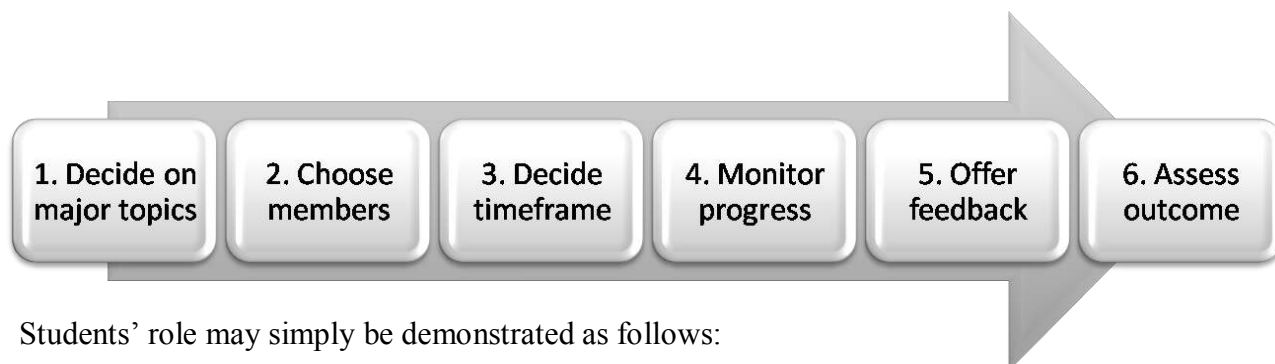 1. Decide on
major topics
2. Choose
members
3. Decide
timeframe
4. Monitor
progress
5. Offer
feedback
6. Assess
outcome
Students’ role may simply be demonstrated as follows: